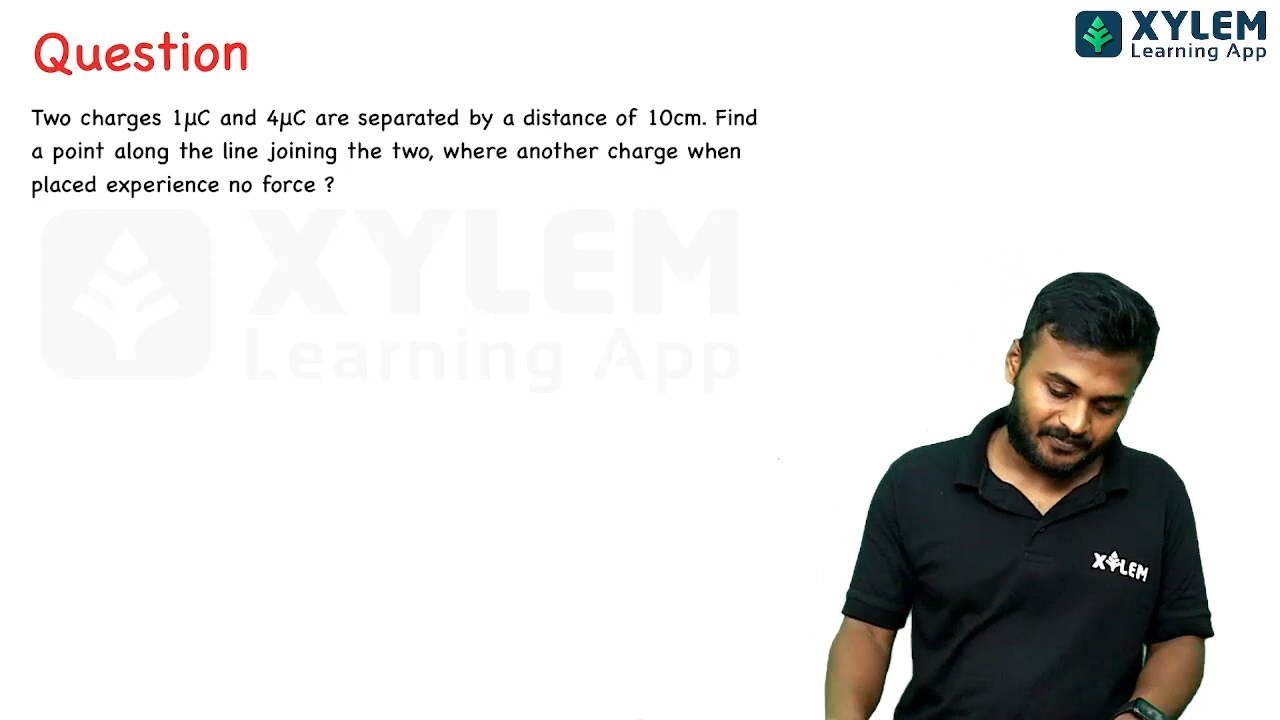 Question
XYLEM
Learning App
Two charges 1μC and 4μC are separated by a distance of 10cm. Find
a point along the line joining the two, where another charge when
placed experience no force ?
XYLEM
Learning App
XYLEM